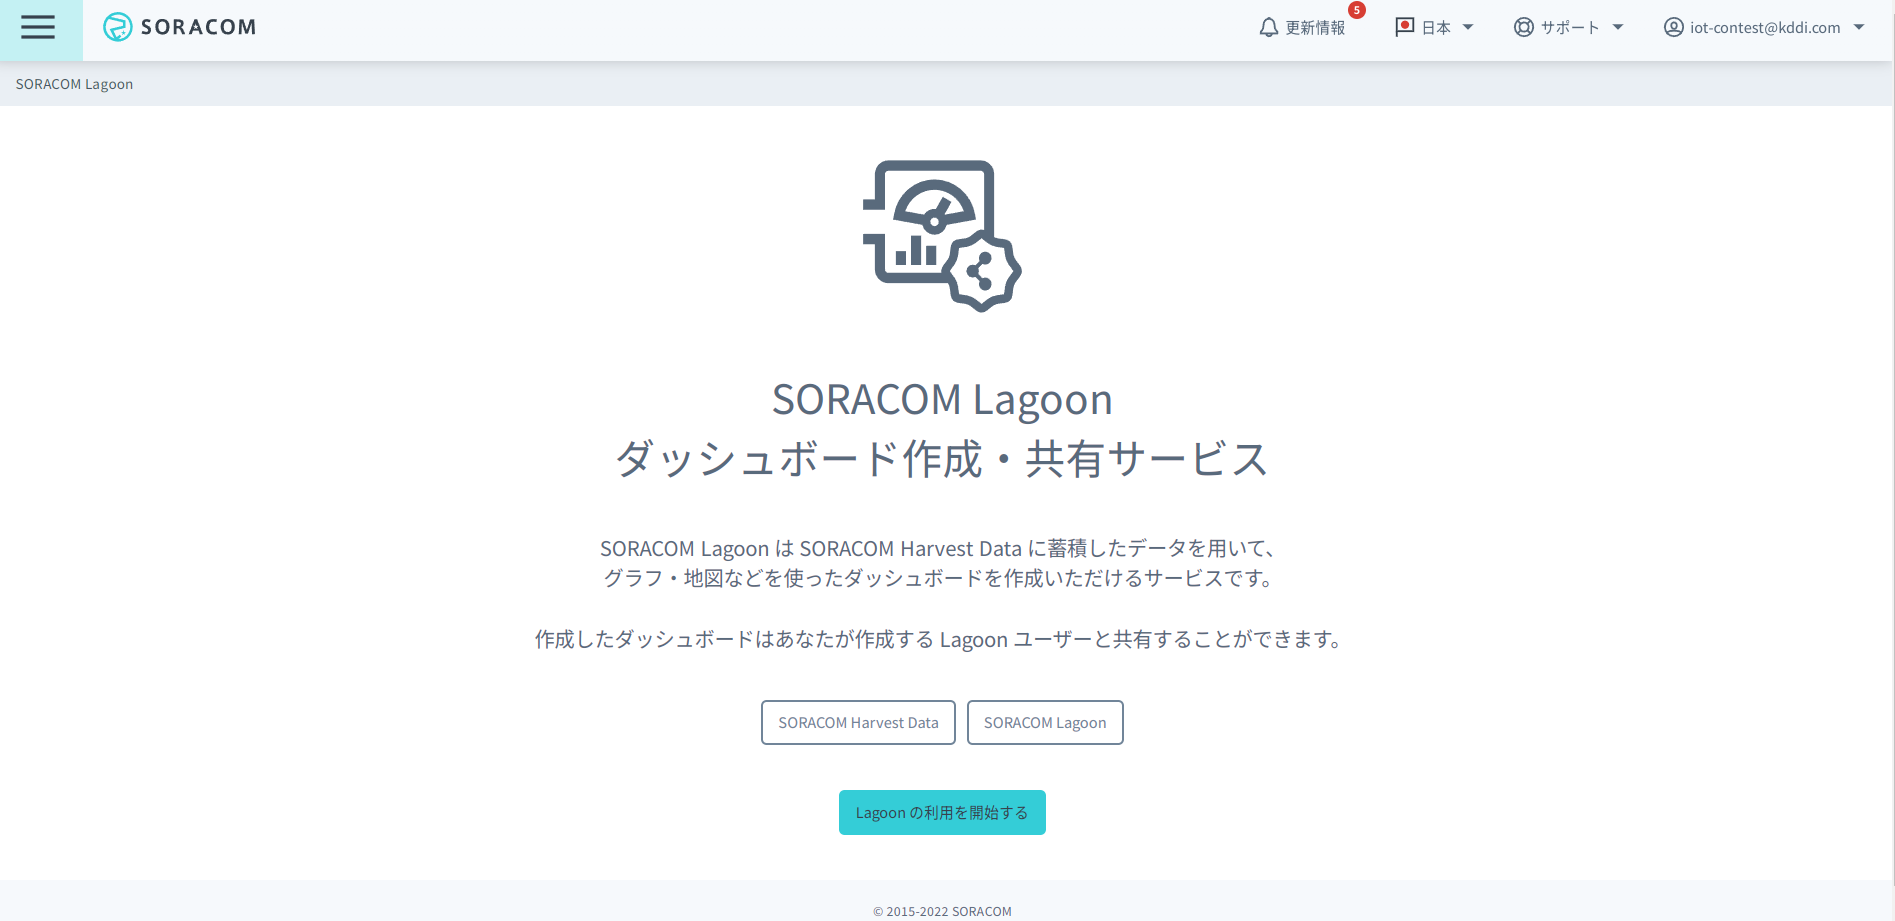 SORACOM
更新情報
5
日本
サポート
iot-contest@kddi.com
SORACOM Lagoon
SORACOM Lagoon
ダッシュボード作成・共有サービス
SORACOM Lagoon は SORACOM Harvest Data に蓄積したデータを用いて、
グラフ・地図などを使ったダッシュボードを作成いただけるサービスです。
作成したダッシュボードはあなたが作成する Lagoon ユーザーと共有することができます。
SORACOM Harvest Data
SORACOM Lagoon
Lagoon の利用を開始する
© 2015-2022 SORACOM